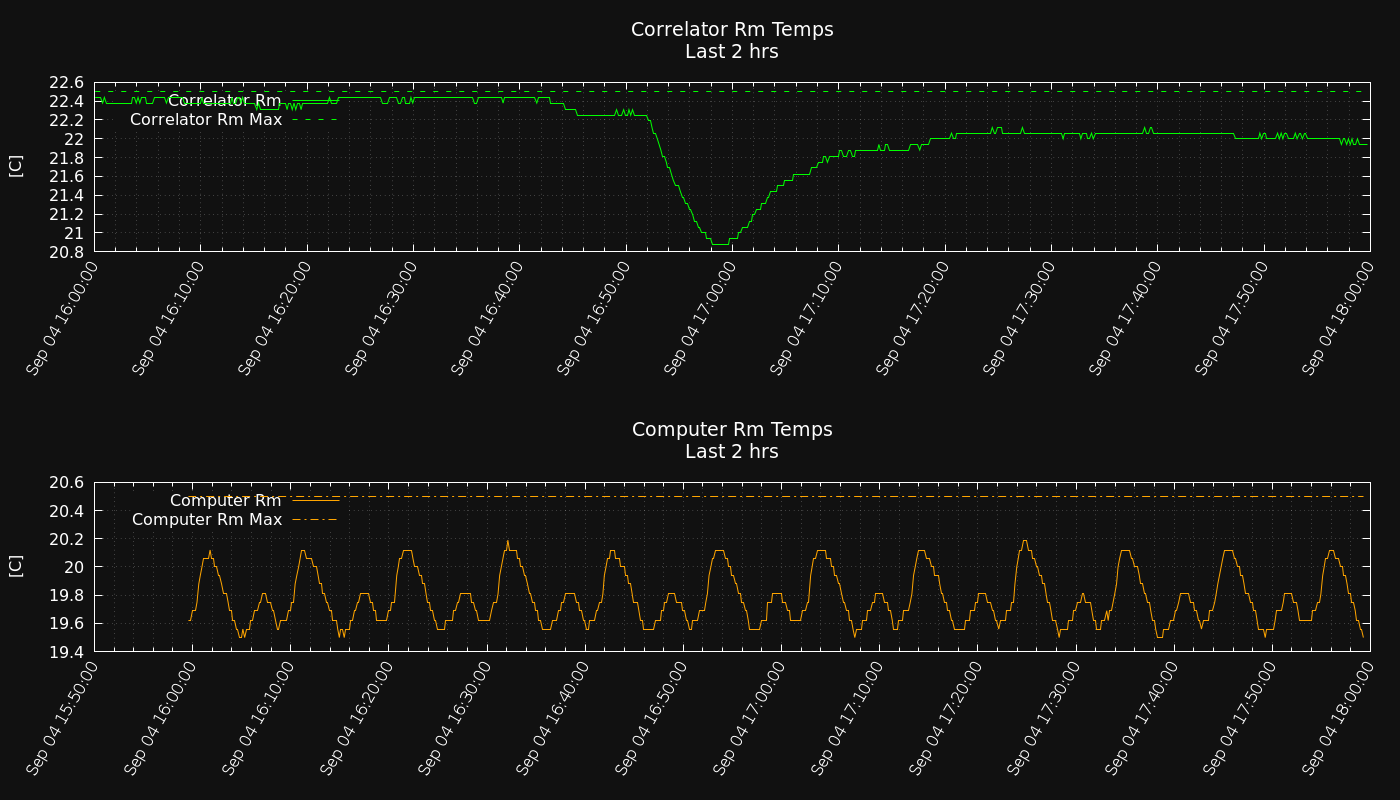 Correlator Rm Temps
Last 2 hrs
22.6
22.4
22.2
22
21.8
21.6
21.4
21.2
21
20.8
[C]
Correlator Rm
Correlator Rm Max
Sep 04 16:00:00
Sep 04 16:10:00
Sep 04 16:20:00
Sep 04 16:30:00
Sep 04 16:40:00
Sep 04 16:50:00
Sep 04 17:00:00
Sep 04 17:10:00
Sep 04 17:20:00
Sep 04 17:30:00
Sep 04 17:40:00
Sep 04 17:50:00
Sep 04 18:00:00
Computer Rm Temps
Last 2 hrs
20.6
20.4
20.2
20
19.8
19.6
19.4
[C]
Computer Rm
Computer Rm Max
Sep 04 15:50:00
Sep 04 16:00:00
Sep 04 16:10:00
Sep 04 16:20:00
Sep 04 16:30:00
Sep 04 16:40:00
Sep 04 16:50:00
Sep 04 17:00:00
Sep 04 17:10:00
Sep 04 17:20:00
Sep 04 17:30:00
Sep 04 17:40:00
Sep 04 17:50:00
Sep 04 18:00:00